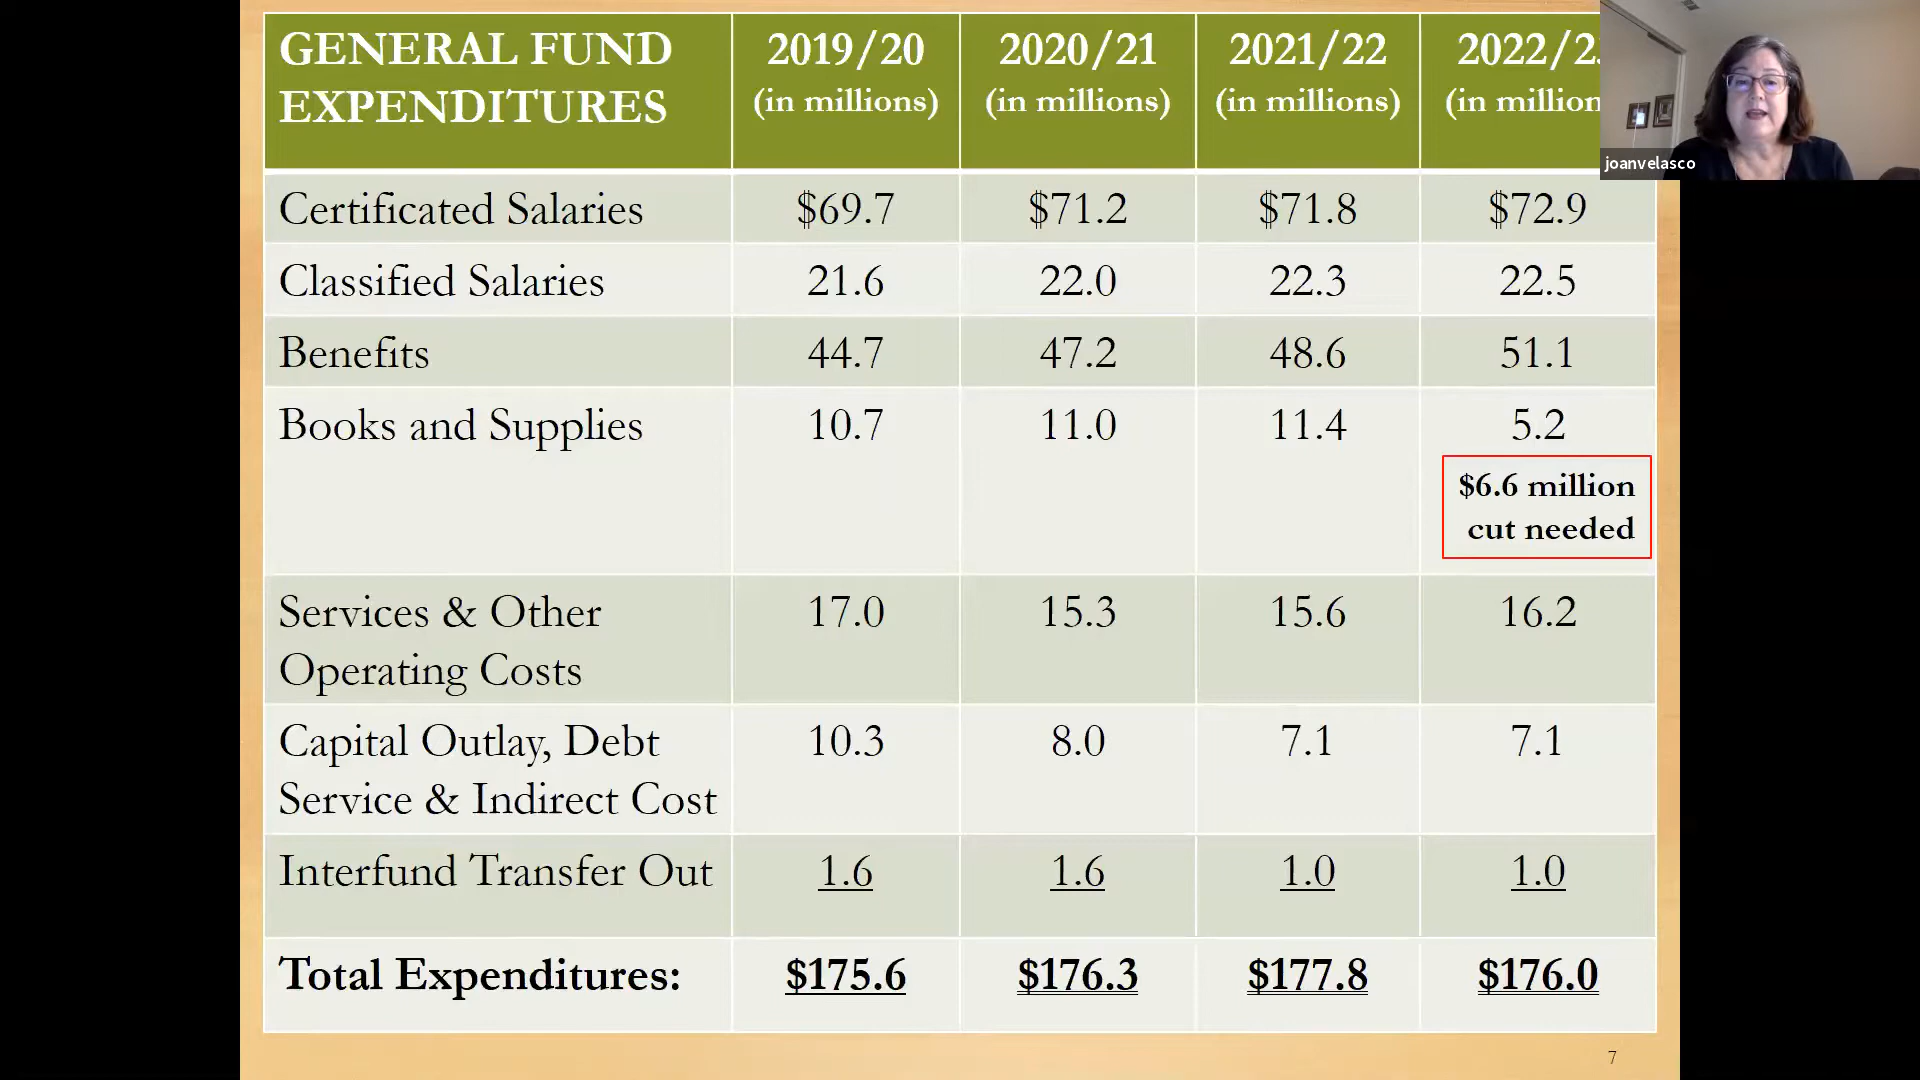 GENERAL FUND
EXPENDITURES
2019/20
(in millions)
2020/21
(in millions)
2021/22
(in millions)
2022/2
(in million
joanvelasco
Certificated Salaries $69.7 $71.2 $71.8 $72.9
Classified Salaries 21.6 22.0 22.3 22.5
Benefits 44.7 47.2 48.6 51.1
Books and Supplies 10.7 11.0 11.4 5.2
$6.6 million
cut needed
Services & Other 17.0 15.3 15.6 16.2
Operating Costs
Capital Outlay, Debt 10.3 8.0 7.1 7.1
Service & Indirect Cost
Interfund Transfer Out 1.6 1.6 1.0 1.0
Total Expenditures: $175.6 $176.3 $177.8 $176.0
7